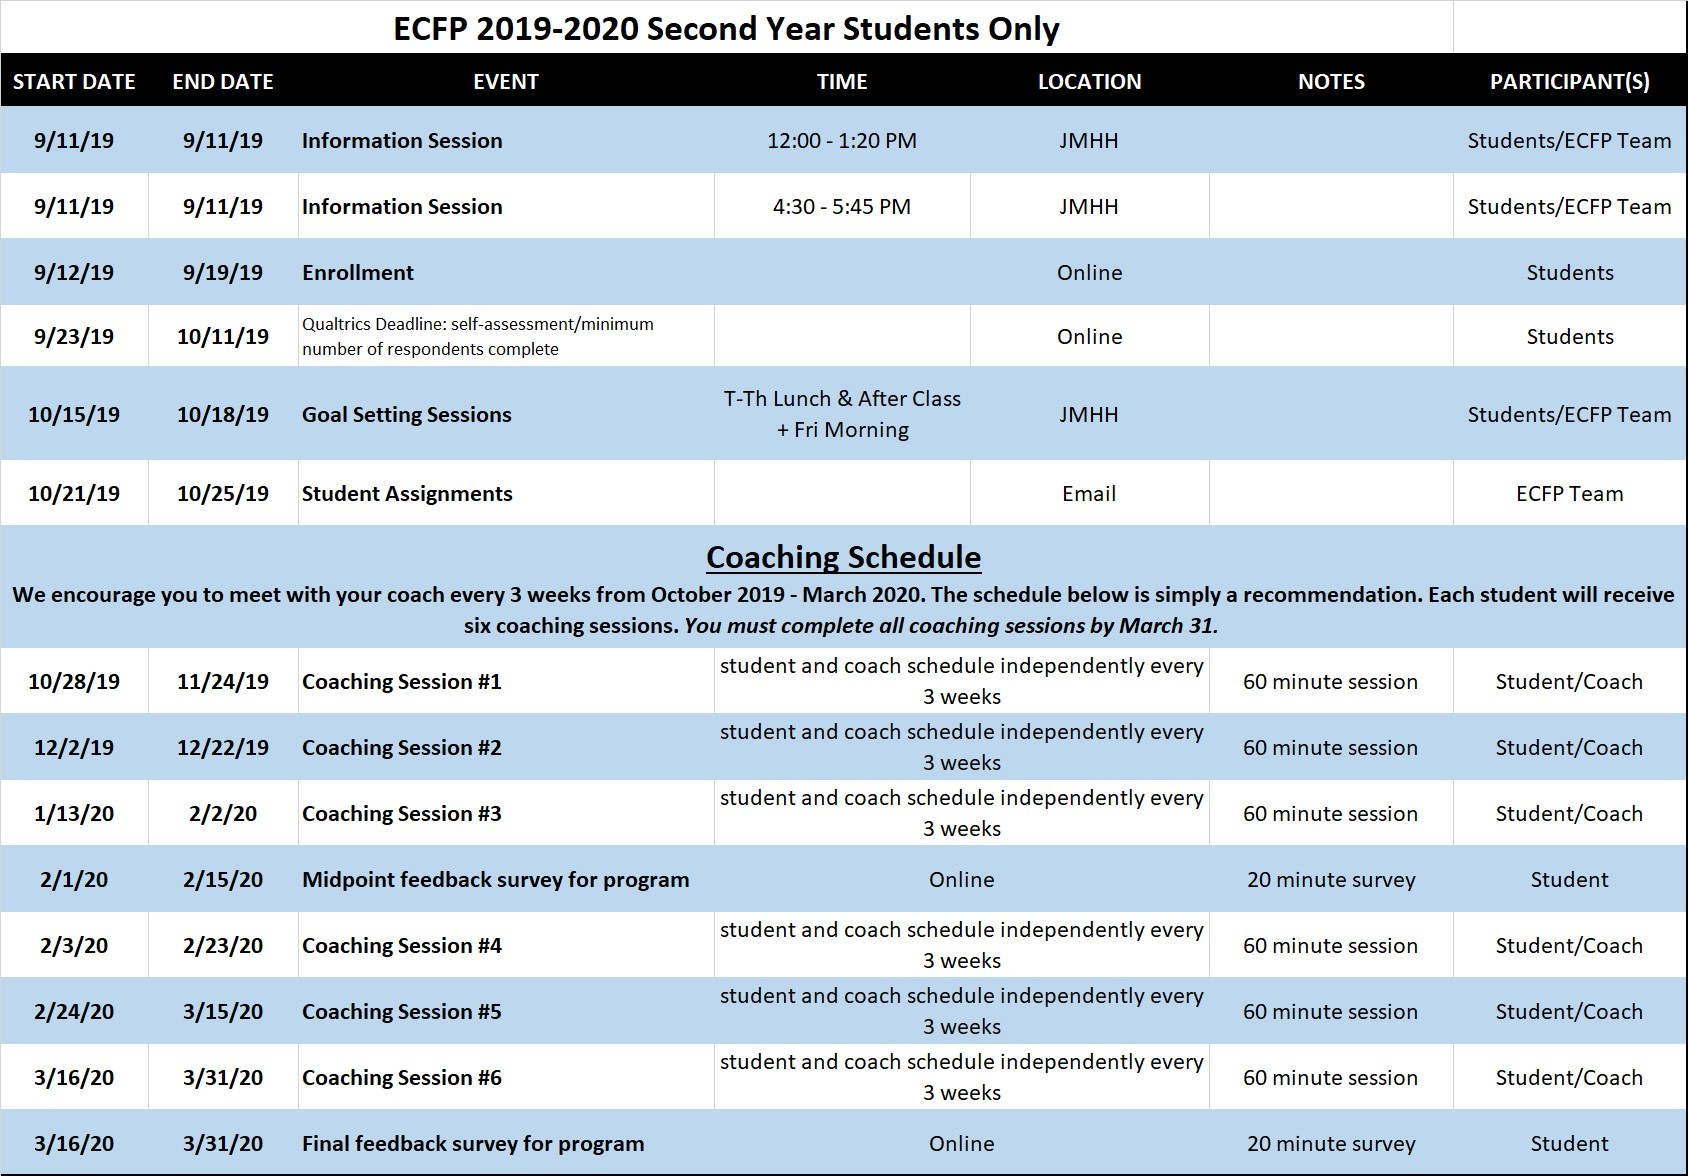 ECFP 2019-2020 Second Year Students Only
START DATE END DATE EVENT TIME LOCATION NOTES PARTICIPANT(S)
9/11/19 9/11/19 Information Session 12:00 - 1:20 PM JMHH Students/ECFP Team
9/11/19 9/11/19 Information Session 4:30 - 5:45 PM JMHH Students/ECFP Team
9/12/19 9/19/19 Enrollment Online Students
9/23/19 10/11/19 Qualtrics Deadline: self-assessment/minimum
number of respondents complete Online Students
10/15/19 10/18/19 Goal Setting Sessions T-Th Lunch & After Class
+ Fri Morning JMHH Students/ECFP Team
10/21/19 10/25/19 Student Assignments Email ECFP Team
Coaching Schedule
We encourage you to meet with your coach every 3 weeks from October 2019 - March 2020. The schedule below is simply a recommendation. Each student will receive
six coaching sessions. You must complete all coaching sessions by March 31.
10/28/19 11/24/19 Coaching Session #1 student and coach schedule independently every
3 weeks 60 minute session Student/Coach
12/2/19 12/22/19 Coaching Session #2 student and coach schedule independently every
3 weeks 60 minute session Student/Coach
1/13/20 2/2/20 Coaching Session #3 student and coach schedule independently every
3 weeks 60 minute session Student/Coach
2/1/20 2/15/20 Midpoint feedback survey for program Online 20 minute survey Student
2/3/20 2/23/20 Coaching Session #4 student and coach schedule independently every
3 weeks 60 minute session Student/Coach
2/24/20 3/15/20 Coaching Session #5 student and coach schedule independently every
3 weeks 60 minute session Student/Coach
3/16/20 3/31/20 Coaching Session #6 student and coach schedule independently every
3 weeks 60 minute session Student/Coach
3/16/20 3/31/20 Final feedback survey for program Online 20 minute survey Student